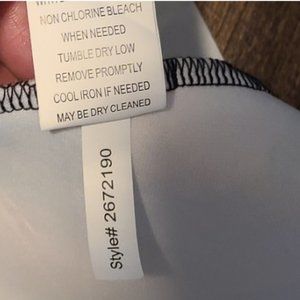 NON CHLORINE BLEACH
WHEN NEEDED
TUMBLE DRY LOW
REMOVE PROMPTLY
COOL IRON IF NEEDED
MAY BE DRY CLEANED
Style# 2672190